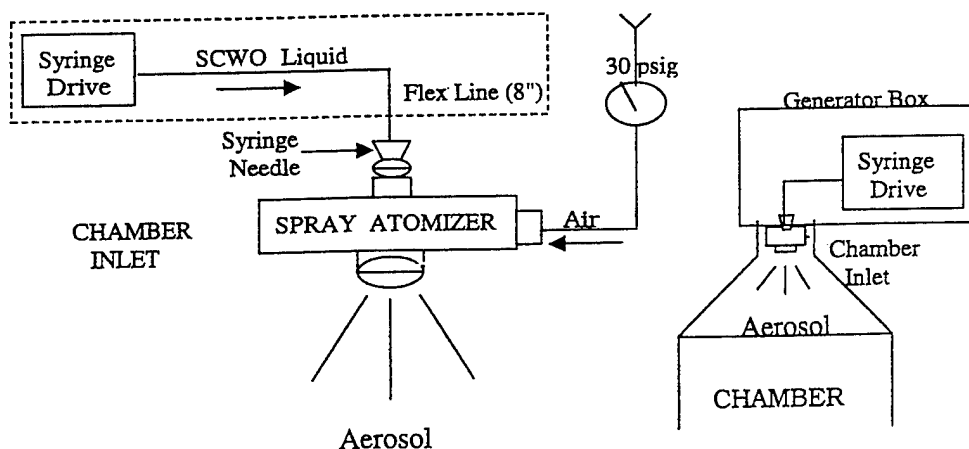 Syringe
Drive
SCWO Liquid
Flex Line (8")
Syringe
Needle
30 psig
SPRAY ATOMIZER
Air
CHAMBER
INLET
Aerosol
Generator Box
Syringe
Drive
Chamber
Inlet
Aerosol
CHAMBER